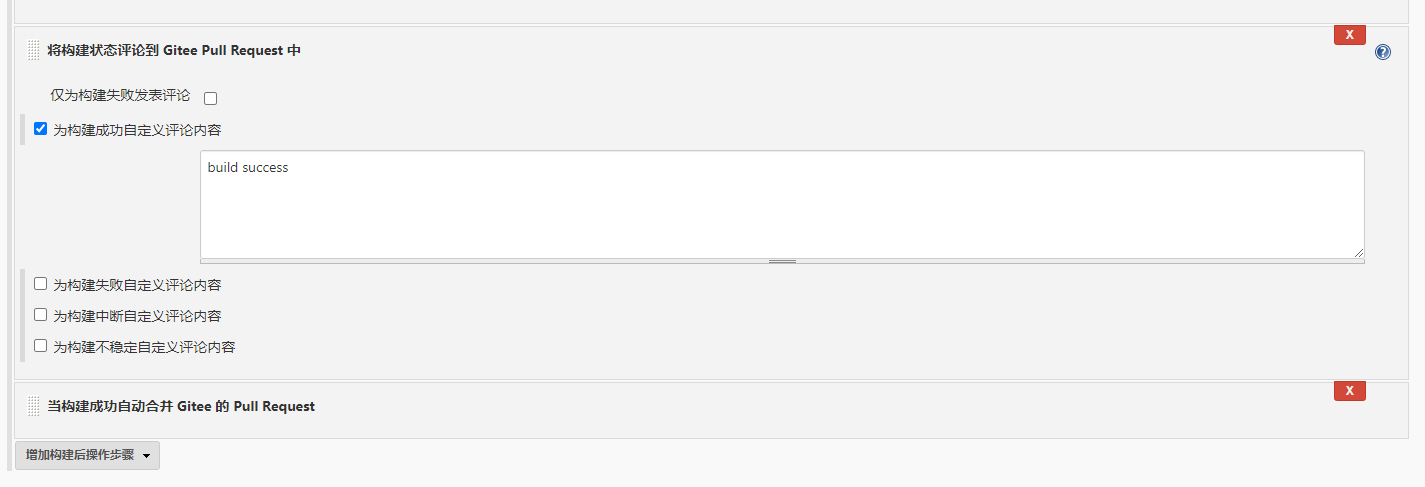 X
将构建状态评论到 Gitee Pull Request 中
?
仅为构建失败发表评论
为构建成功自定义评论内容
build success
为构建失败自定义评论内容
为构建中断自定义评论内容
为构建不稳定自定义评论内容
X
当构建成功自动合并 Gitee 的 Pull Request
增加构建后操作步骤